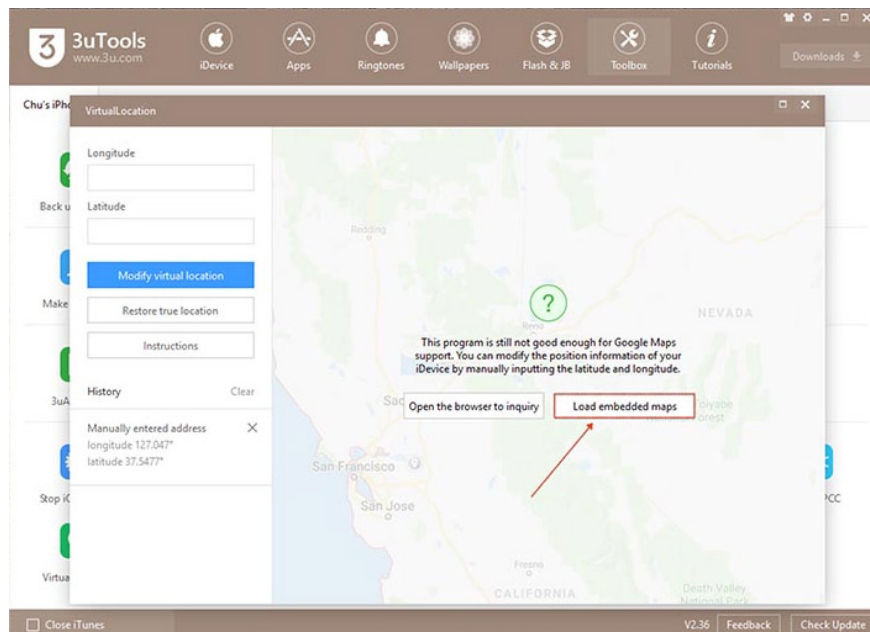 3 3uTools
www.3u.com
iDevice
Apps
Ringtones
Wallpapers
Flash & JB
Toolbox
Tutorials
Downloads
Chu's iPh
VirtualLocation
Longitude
Latitude
Modify virtual location
Restore true location
Instructions
History Clear
Manually entered address
longitude 127.047°
latitude 37.5477°
Back u
Make
3uA
Stop iC
Virtua
Redding
Reno
NEVADA
This program is still not good enough for Google Maps
support. You can modify the position information of your
iDevice by manually inputting the latitude and longitude.
Open the browser to inquiry
Load embedded maps
Sac
San Francisco
San Jose
Fresno
CALIFORNIA
Death Valley
National Park
PCC
Close iTunes
V2.36
Feedback
Check Update